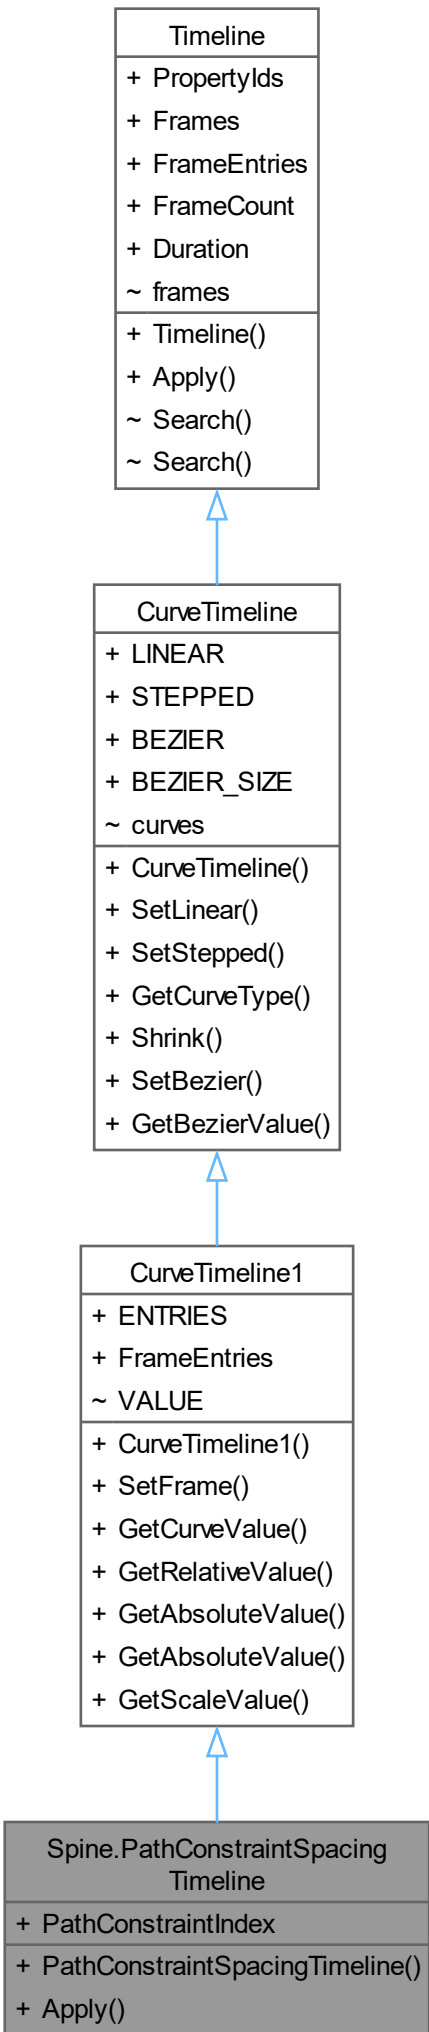 Timeline
+ PropertyIds
+ Frames
+ FrameEntries
+ FrameCount
+ Duration
~ frames
+ Timeline()
+ Apply()
~ Search()
~ Search()
CurveTimeline
+ LINEAR
+ STEPPED
+ BEZIER
+ BEZIER_SIZE
~ curves
+ CurveTimeline()
+ SetLinear()
+ SetStepped()
+ GetCurveType()
+ Shrink()
+ SetBezier()
+ GetBezierValue()
CurveTimeline1
+ ENTRIES
+ FrameEntries
~ VALUE
+ CurveTimeline1()
+ SetFrame()
+ GetCurveValue()
+ GetRelativeValue()
+ GetAbsoluteValue()
+ GetAbsoluteValue()
+ GetScaleValue()
Spine.PathConstraintSpacing
Timeline
+ PathConstraintIndex
+ PathConstraintSpacingTimeline()
+ Apply()